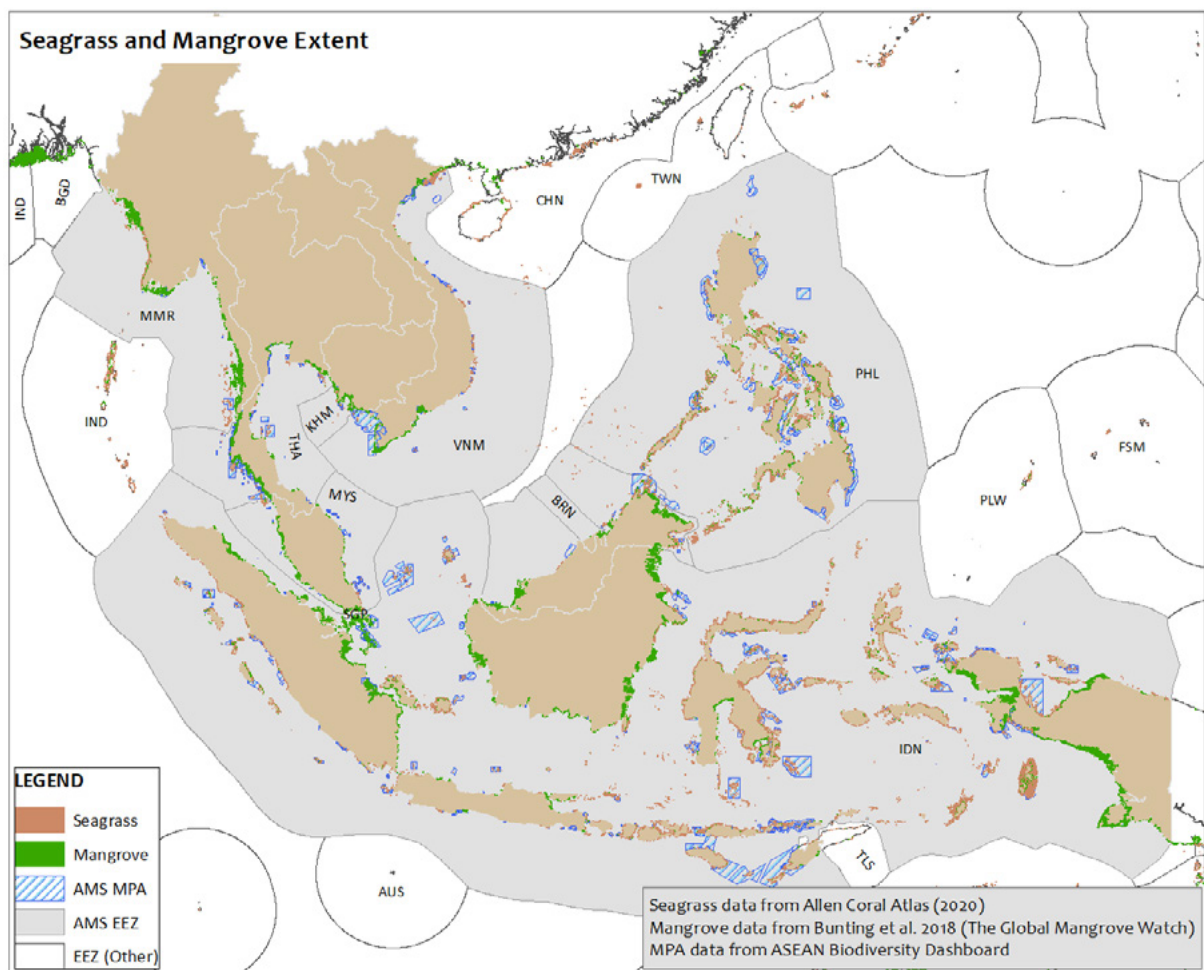 Seagrass and Mangrove Extent
IND
BGD
CHN
TWN
MMR
IND
THA
KHM
VNM
MYS
BRN
PHL
PLW
FSM
SGP
IDN
TLS
AUS
LEGEND
Seagrass
Mangrove
AMS MPA
AMS EEZ
EEZ (Other)
Seagrass data from Allen Coral Atlas (2020)
Mangrove data from Bunting et al. 2018 (The Global Mangrove Watch)
MPA data from ASEAN Biodiversity Dashboard